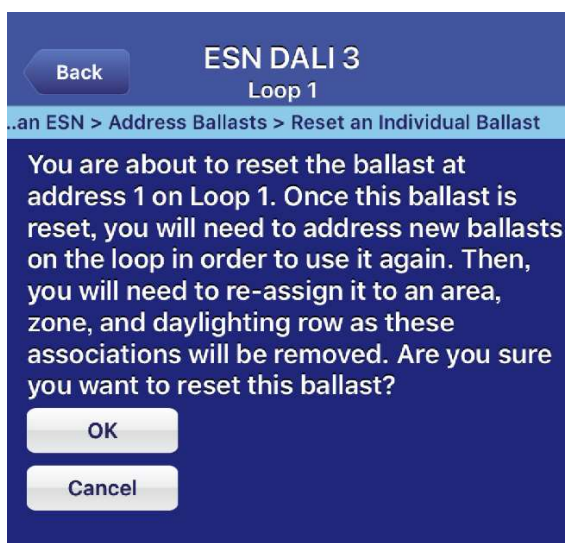 Back
ESN DALI 3
Loop 1
..an ESN > Address Ballasts > Reset an Individual Ballast
You are about to reset the ballast at
address 1 on Loop 1. Once this ballast is
reset, you will need to address new ballasts
on the loop in order to use it again. Then,
you will need to re-assign it to an area,
zone, and daylighting row as these
associations will be removed. Are you sure
you want to reset this ballast?
OK
Cancel